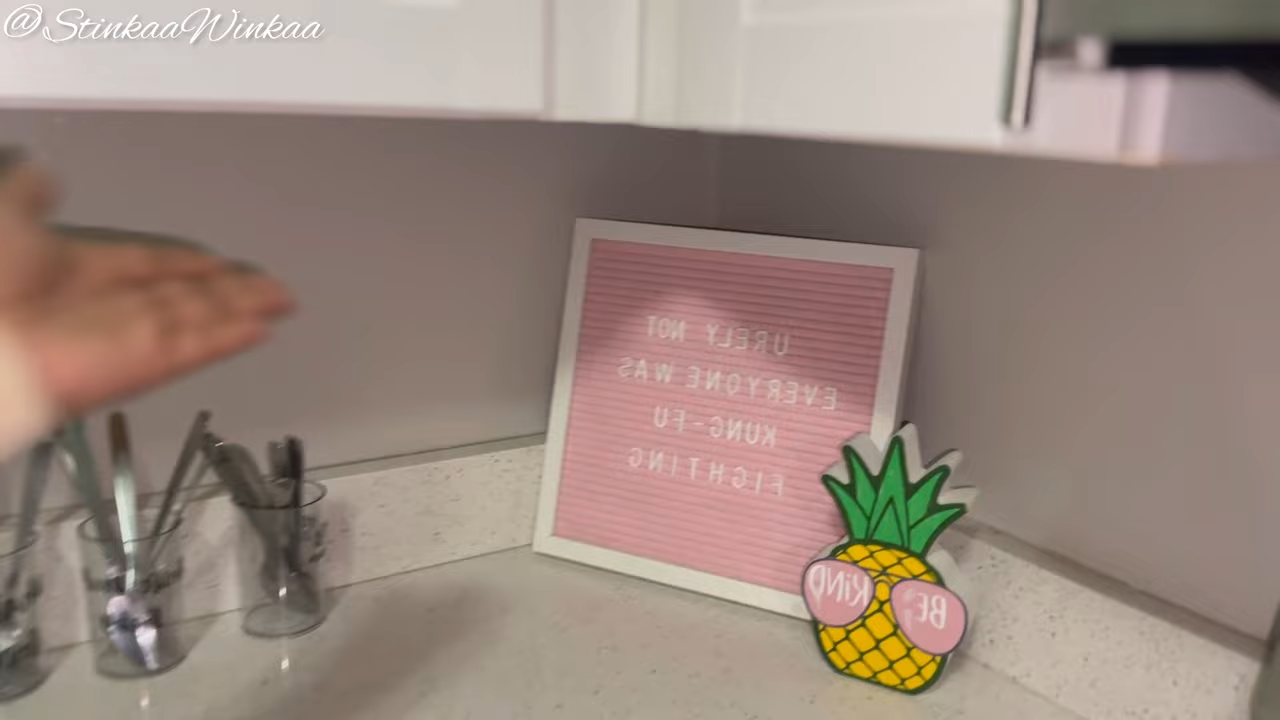 @StinkaaWinkaa
URELY NOT
EVERYONE WAS
KUNG-FU
FIGHTING
BE KIND